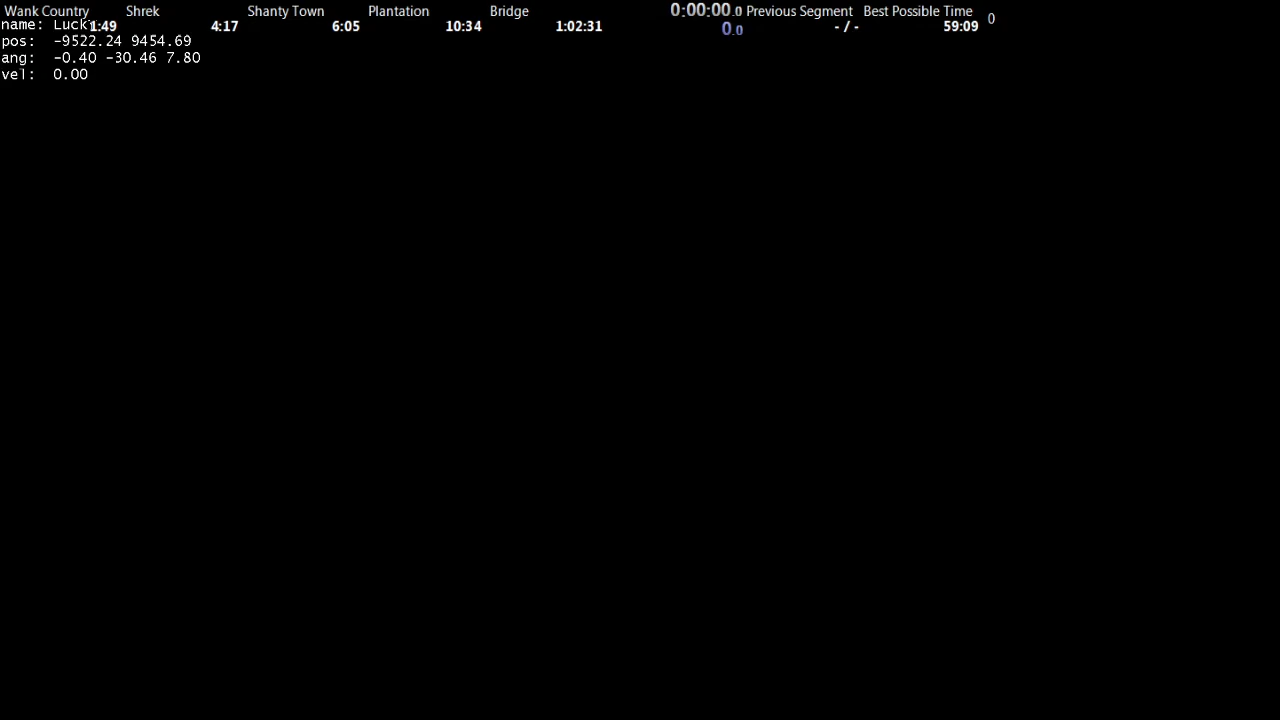 Wank Country Shrek Shanty Town Plantation Bridge 0:00:00.0 Previous Segment Best Possible Time 0
1:49 4:17 6:05 10:34 1:02:31 0.0 - / - 59:09
name: Lucki
pos: -9522.24 9454.69
ang: -0.40 -30.46 7.80
vel: 0.00